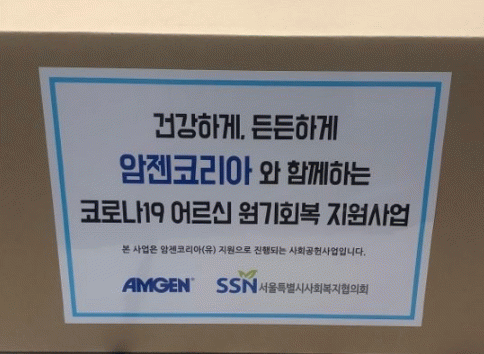 건강하게, 든든하게
암젠코리아 와 함께하는
코로나19 어르신 원기회복 지원사업
본 사업은 암젠코리아(유) 지원으로 진행되는 사회공헌사업입니다.
AMGEN® SSN 서울특별시사회복지협의회